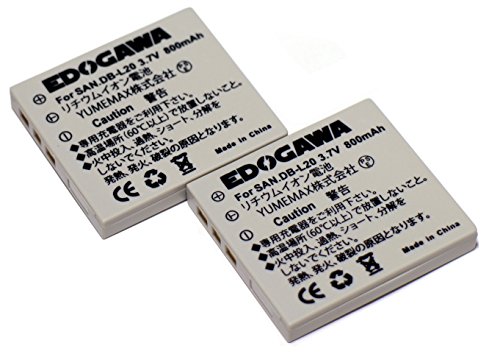 EDOGAWA
For SAN.DB-L20 3.7V 800mAh
リチウムイオン電池
YUMEMAX株式会社
Caution 警告
●専用充電器をご利用下さい。
●高温場所(60℃以上)で放置しない
●火中投入、過熱、ショート、分解を
しないでください。
発熱、発火、破裂の原因となります。
CE Made in China
EDOGAWA
For SAN.DB-L20 3.7V 800mAh
リチウムイオン電池
YUMEMAX株式会社
Caution 警告
●専用充電器をご利用下さい。
●高温場所(60℃以上)で放置しない
●火中投入、過熱、ショート、分解を
しないでください。
発熱、発火、破裂の原因となります。
CE Made in China